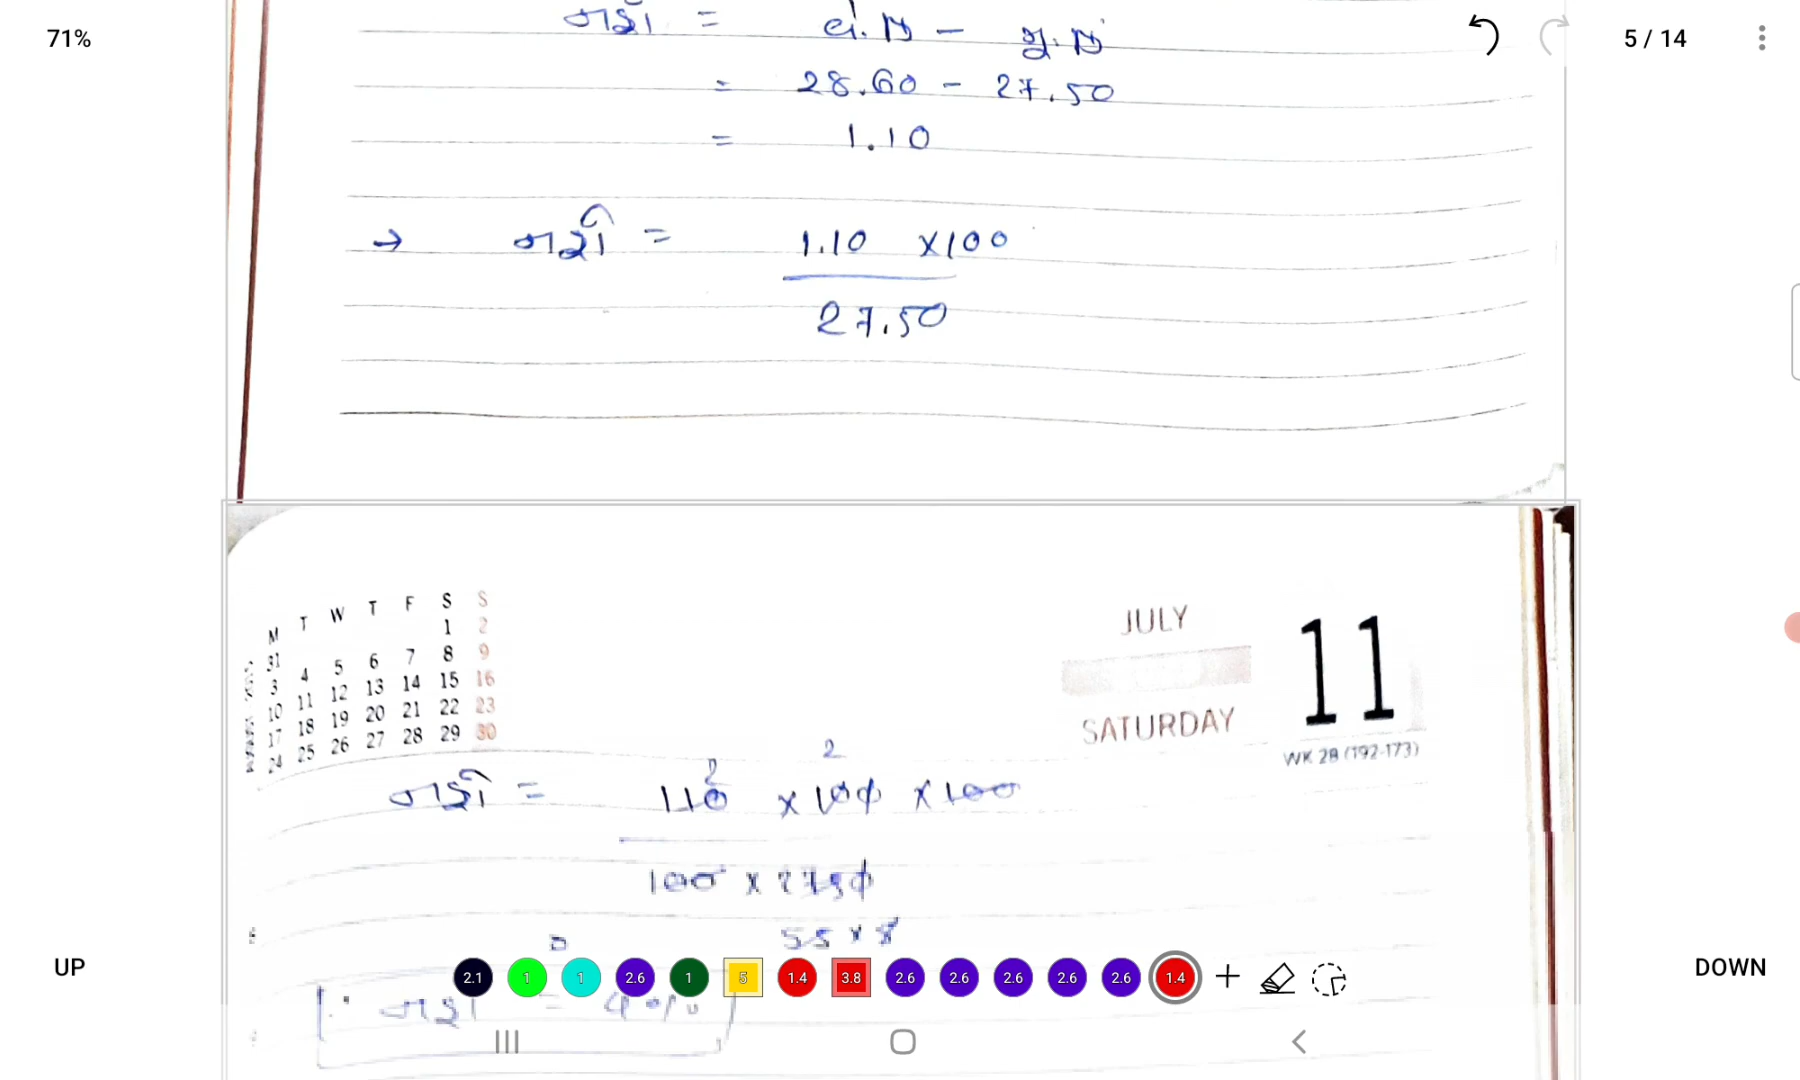 71%
5 / 14
નફો = વે. કિં – મુ. કિં
= 28.60 - 27.50
= 1.10
→ નફો = 1.10 x100
27.50
M T W T F S S
1 2
31
3 4 5 6 7 8 9
10 11 12 13 14 15 16
17 18 19 20 21 22 23
24 25 26 27 28 29 30
JULY
SATURDAY
11
WK 28 (192-173)
2 2
નફો = 110 x 100 x 100
100 x 2750
55 x
નફો = 4%
2.1 1 1 2.6 1 5 1.4 3.8 2.6 2.6 2.6 2.6 2.6 1.4
UP
DOWN